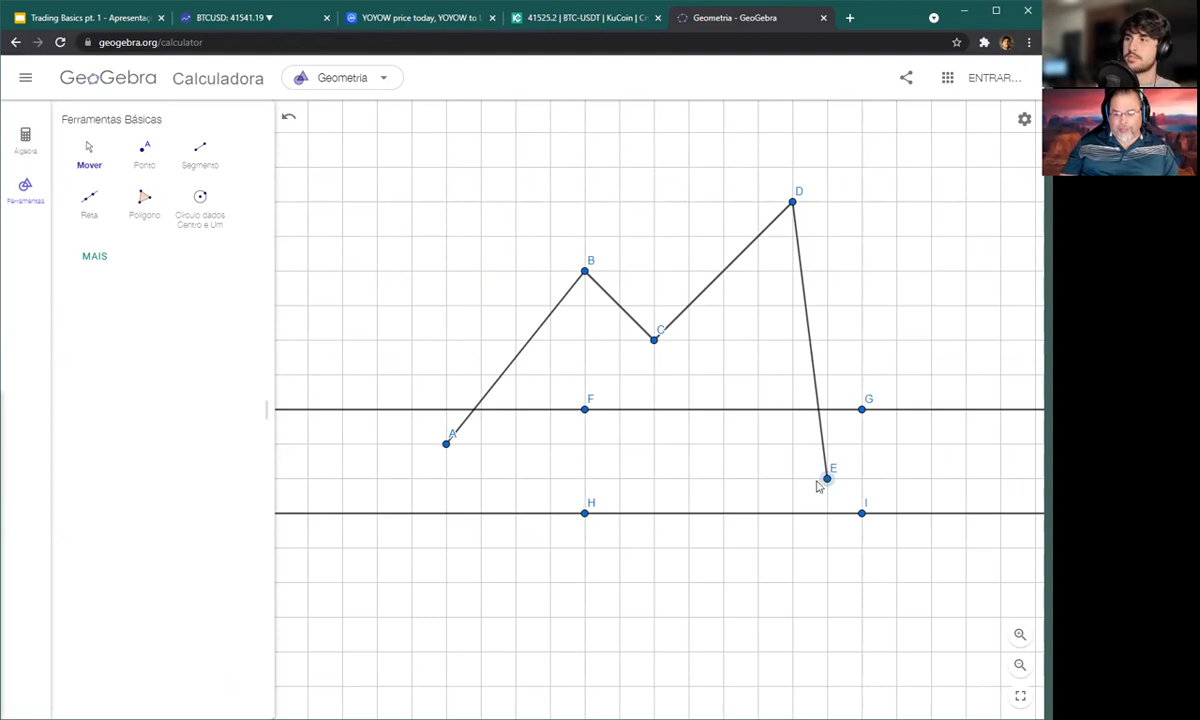 Trading Basics pt. 1 - Apresentaç
BTCUSD: 41541.19 ▼
YOYOW price today, YOYOW to U
41525.2 | BTC-USDT | KuCoin | Cr
Geometria - GeoGebra
geogebra.org/calculator
GeoGebra Calculadora
Geometria
ENTRAR...
Álgebra
Ferramentas
Ferramentas Básicas
Mover
Ponto
Segmento
Reta
Polígono
Círculo dados
Centro e Um
MAIS
A
D
B
C
F
G
A
E
H
I